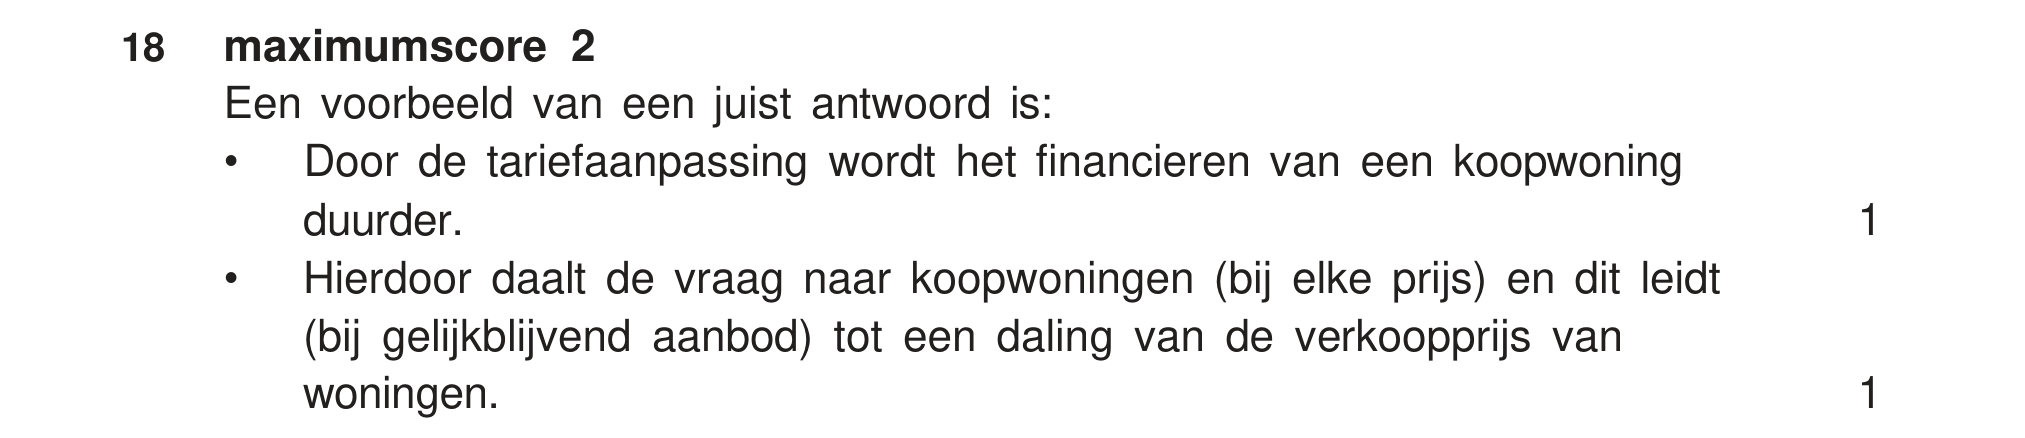 18 maximumscore 2
Een voorbeeld van een juist antwoord is:
• Door de tariefaanpassing wordt het financieren van een koopwoning
duurder. 1
• Hierdoor daalt de vraag naar koopwoningen (bij elke prijs) en dit leidt
(bij gelijkblijvend aanbod) tot een daling van de verkoopprijs van
woningen. 1